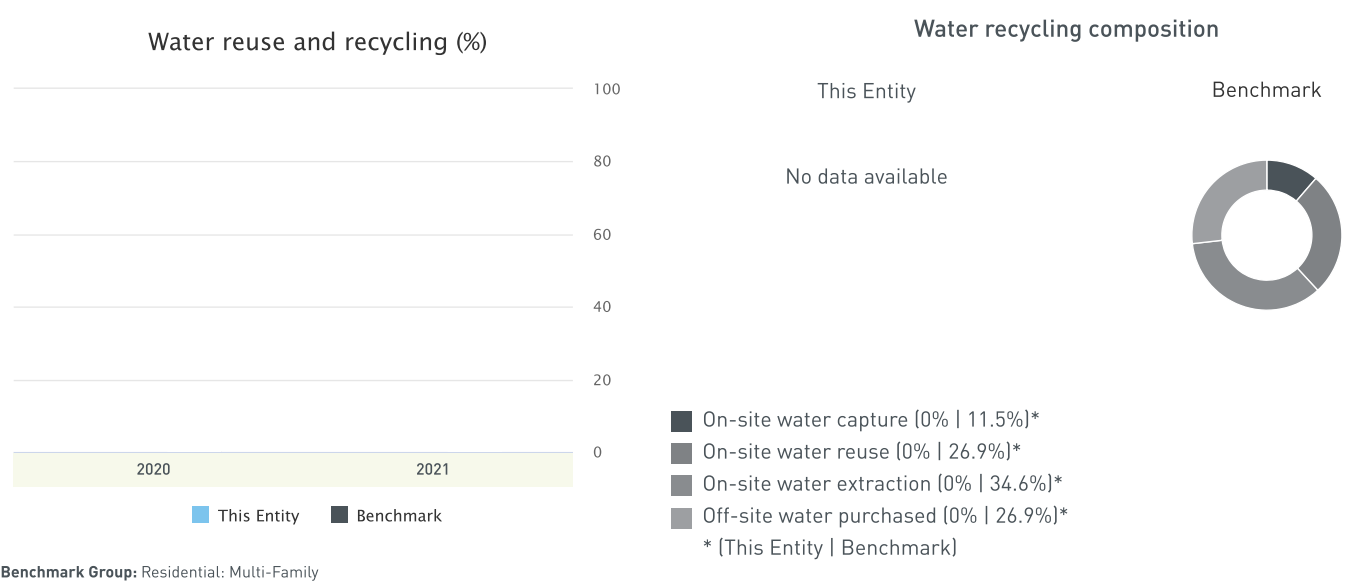 Water reuse and recycling (%)
100
80
60
40
20
0
2020
2021
This Entity
Benchmark
Benchmark Group: Residential: Multi-Family
Water recycling composition
This Entity
Benchmark
No data available
On-site water capture (0% | 11.5%)*
On-site water reuse (0% | 26.9%)*
On-site water extraction (0% | 34.6%)*
Off-site water purchased (0% | 26.9%)*
* (This Entity | Benchmark)